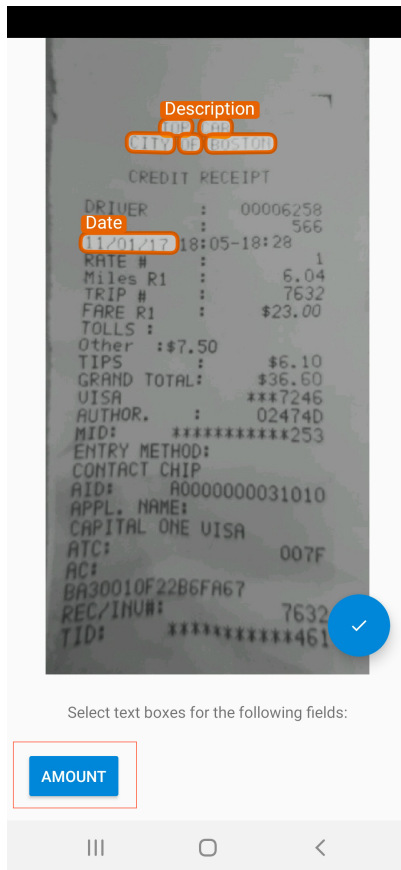 Description
TOP CAB
CITY OF BOSTON
CREDIT RECEIPT
DRIVER : 00006258
: 566
Date
11/01/17 18:05-18:28
RATE # : 1
Miles R1 : 6.04
TRIP # : 7632
FARE R1 : $23.00
TOLLS :
Other :$7.50
TIPS : $6.10
GRAND TOTAL: $36.60
VISA ***7246
AUTHOR. : 02474D
MID: ***********253
ENTRY METHOD:
CONTACT CHIP
AID: A0000000031010
APPL. NAME:
CAPITAL ONE VISA
ATC: 007F
AC:
BA30010F22B6FA67
REC/INV#: 7632
TID: ***********461
Select text boxes for the following fields:
AMOUNT